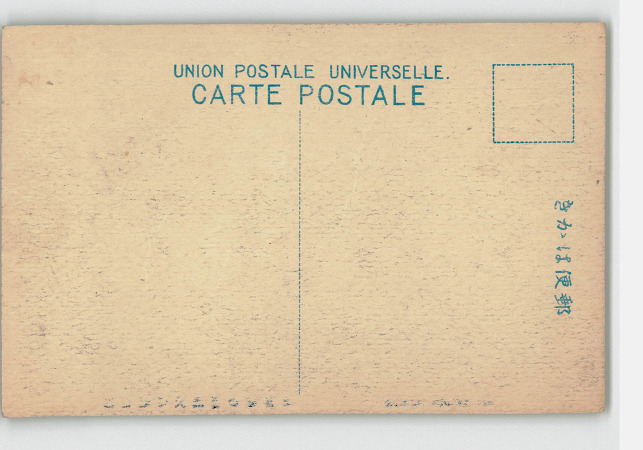 UNION POSTALE UNIVERSELLE.
CARTE POSTALE
郵便はかき